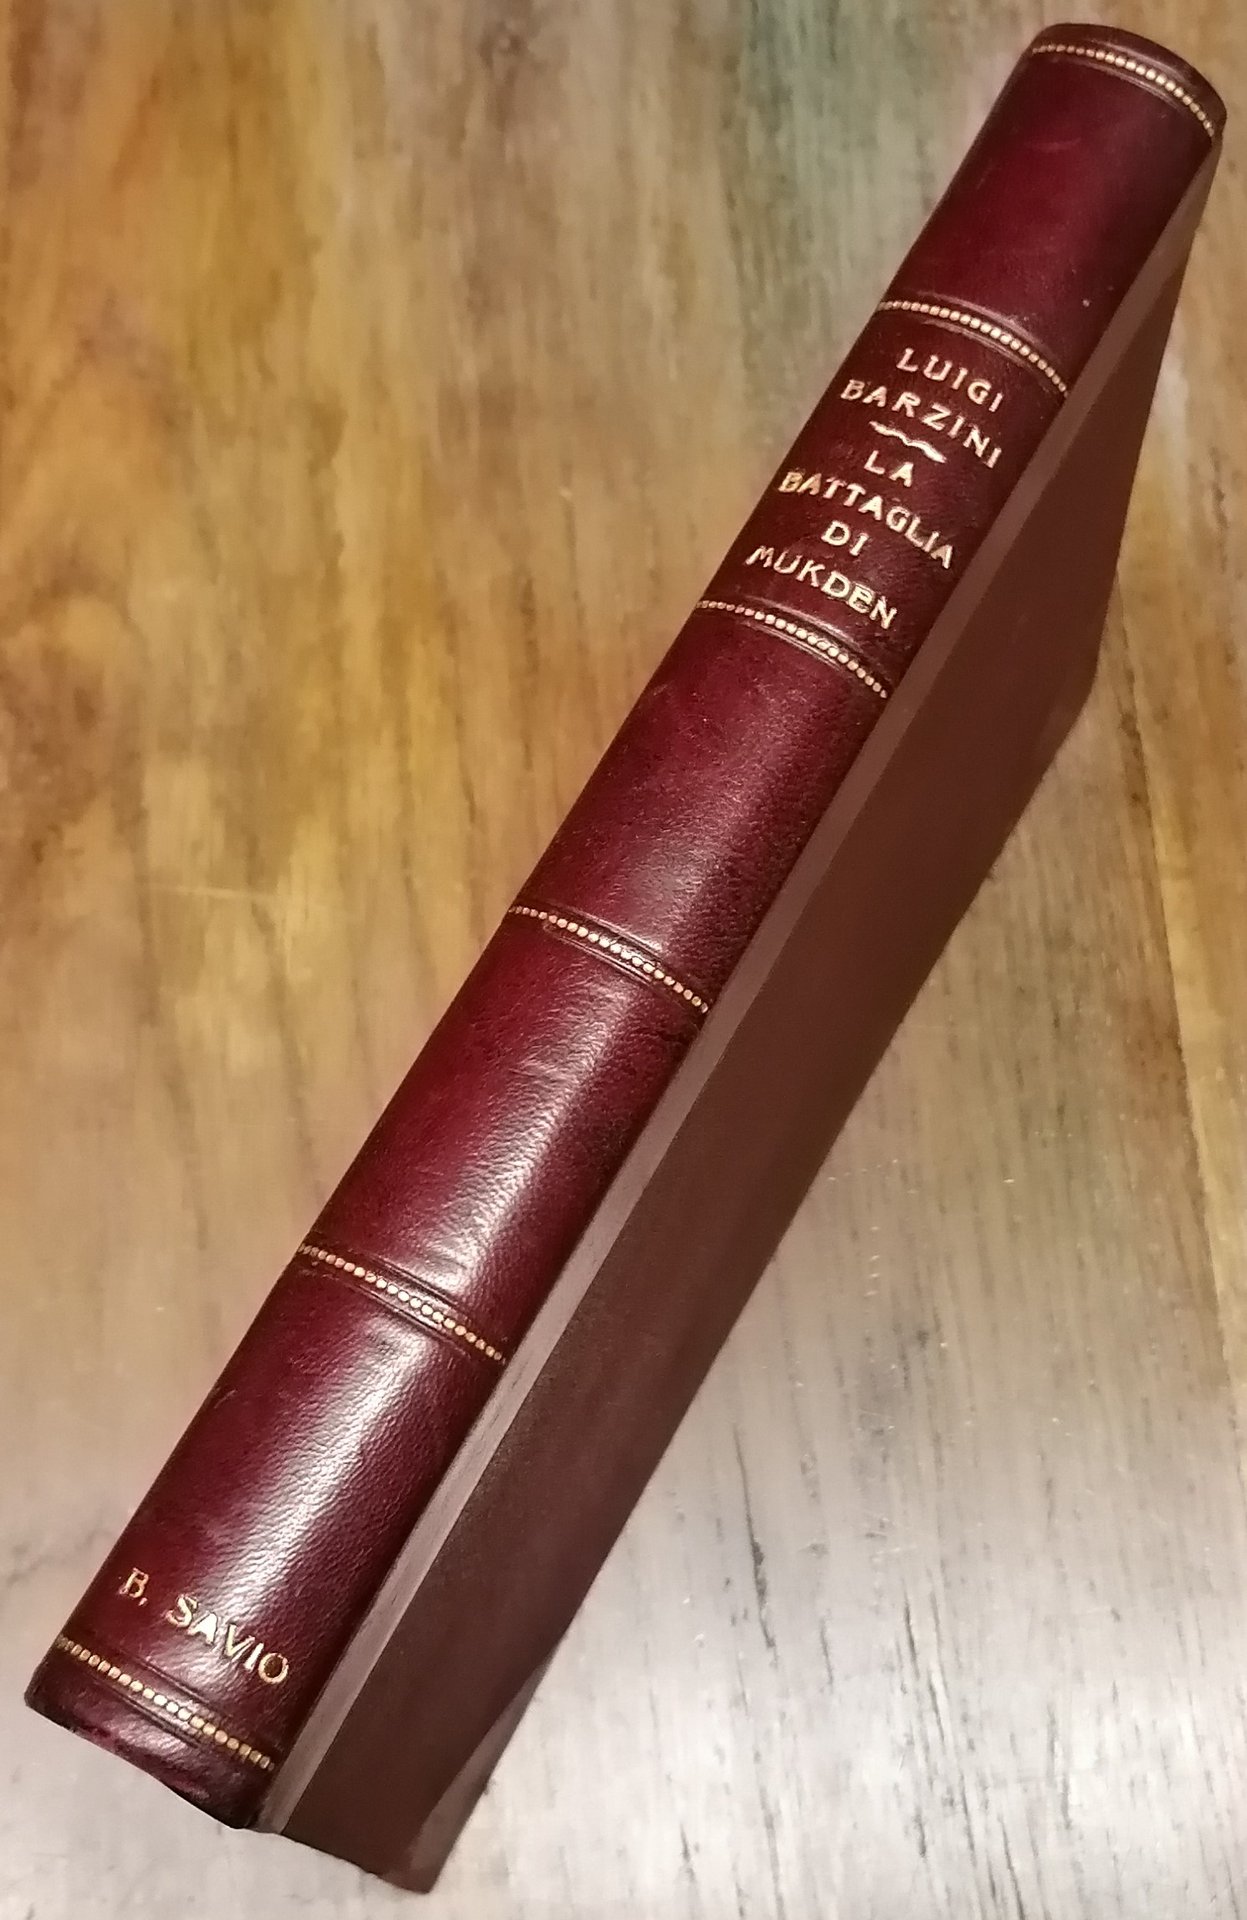 LUIGI
BARZINI
LA
BATTAGLIA
DI
MUKDEN
B. SAVIO